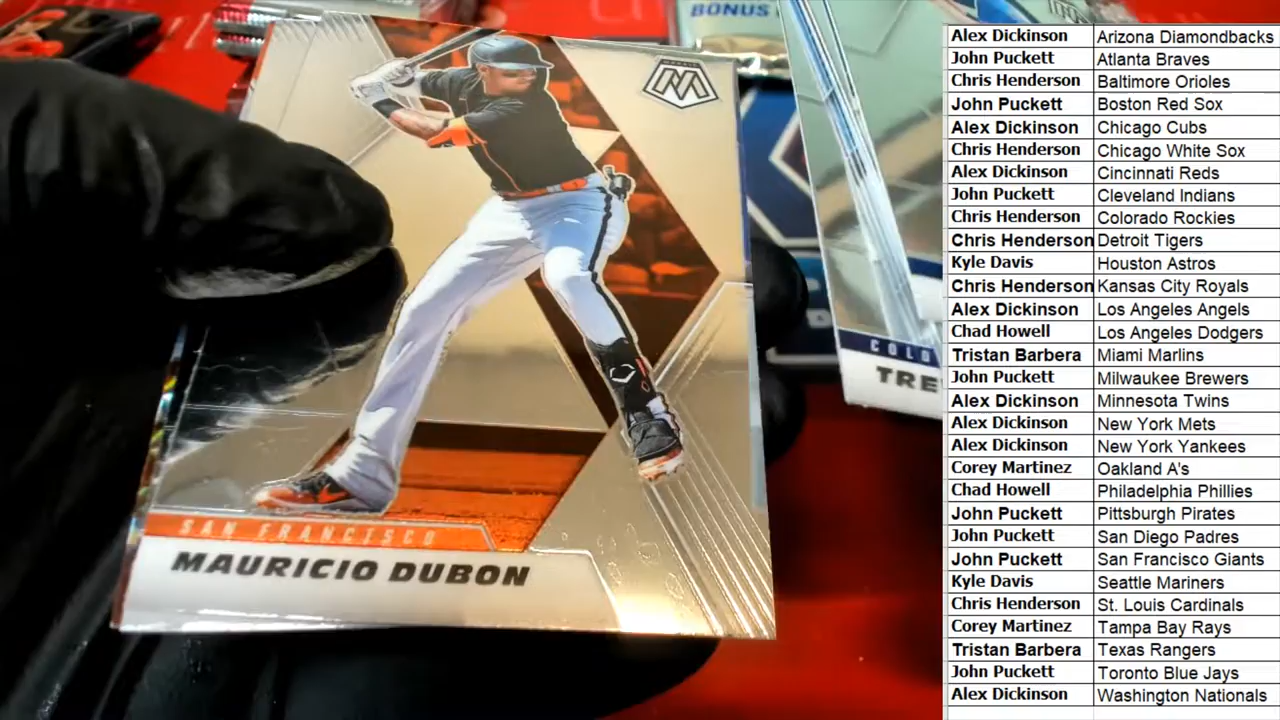 BONUS
MOSAIC
M
COLO
TRE
SAN FRANCISCO
MAURICIO DUBON
Alex Dickinson Arizona Diamondbacks
John Puckett Atlanta Braves
Chris Henderson Baltimore Orioles
John Puckett Boston Red Sox
Alex Dickinson Chicago Cubs
Chris Henderson Chicago White Sox
Alex Dickinson Cincinnati Reds
John Puckett Cleveland Indians
Chris Henderson Colorado Rockies
Chris Henderson Detroit Tigers
Kyle Davis Houston Astros
Chris Henderson Kansas City Royals
Alex Dickinson Los Angeles Angels
Chad Howell Los Angeles Dodgers
Tristan Barbera Miami Marlins
John Puckett Milwaukee Brewers
Alex Dickinson Minnesota Twins
Alex Dickinson New York Mets
Alex Dickinson New York Yankees
Corey Martinez Oakland A's
Chad Howell Philadelphia Phillies
John Puckett Pittsburgh Pirates
John Puckett San Diego Padres
John Puckett San Francisco Giants
Kyle Davis Seattle Mariners
Chris Henderson St. Louis Cardinals
Corey Martinez Tampa Bay Rays
Tristan Barbera Texas Rangers
John Puckett Toronto Blue Jays
Alex Dickinson Washington Nationals